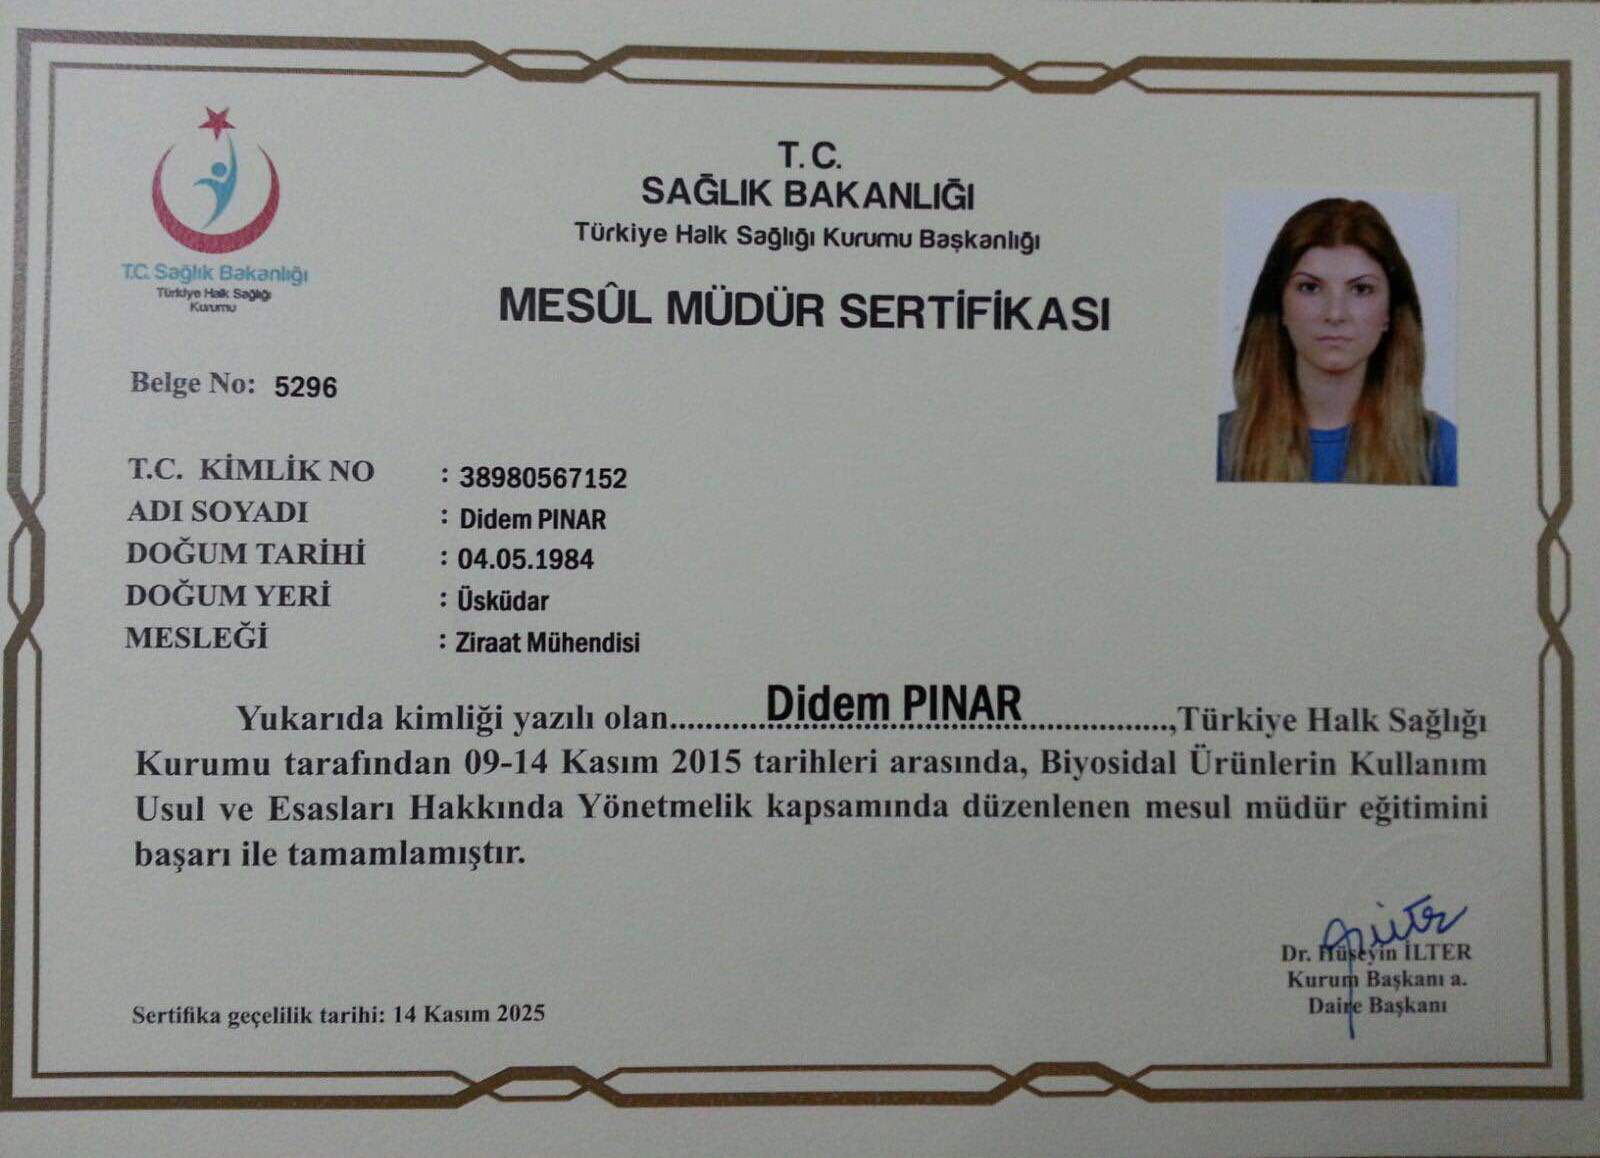 T.C. Sağlık Bakanlığı
Türkiye Halk Sağlığı
Kurumu
T. C.
SAĞLIK BAKANLIĞI
Türkiye Halk Sağlığı Kurumu Başkanlığı
MESÛL MÜDÜR SERTİFİKASI
Belge No: 5296
T.C. KİMLİK NO : 38980567152
ADI SOYADI : Didem PINAR
DOĞUM TARİHİ : 04.05.1984
DOĞUM YERİ : Üsküdar
MESLEĞİ : Ziraat Mühendisi
Yukarıda kimliği yazılı olan...........Didem PINAR..................,Türkiye Halk Sağlığı
Kurumu tarafından 09-14 Kasım 2015 tarihleri arasında, Biyosidal Ürünlerin Kullanım
Usul ve Esasları Hakkında Yönetmelik kapsamında düzenlenen mesul müdür eğitimini
başarı ile tamamlamıştır.
Dr. Hüseyin İLTER
Kurum Başkanı a.
Daire Başkanı
Sertifika geçelilik tarihi: 14 Kasım 2025